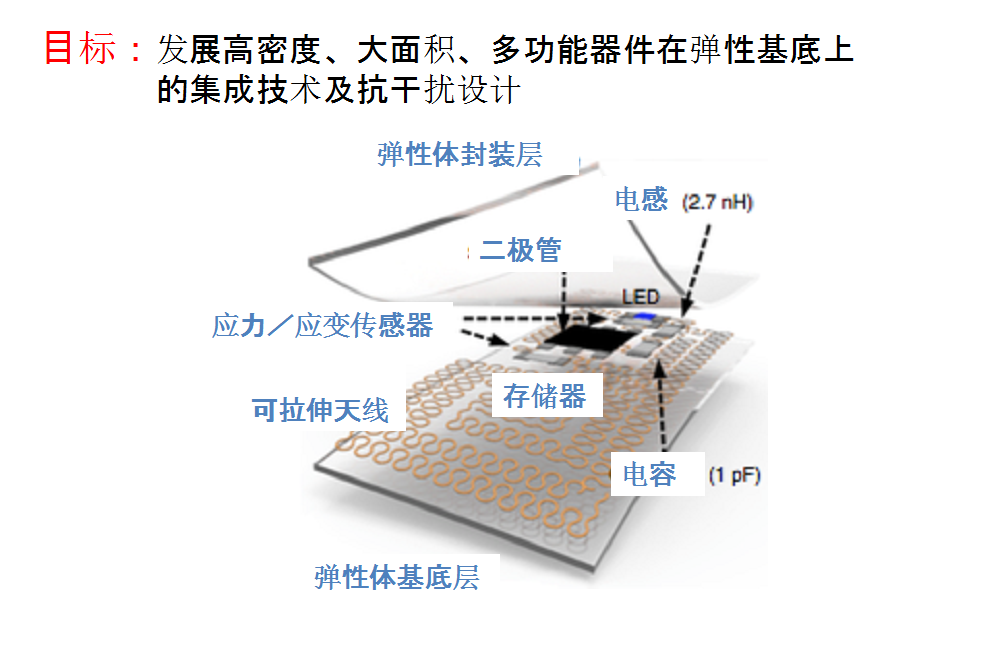 目标：发展高密度、大面积、多功能器件在弹性基底上
的集成技术及抗干扰设计
弹性体封装层
电感 (2.7 nH)
二极管
LED
应力／应变传感器
存储器
可拉伸天线
电容 (1 pF)
弹性体基底层